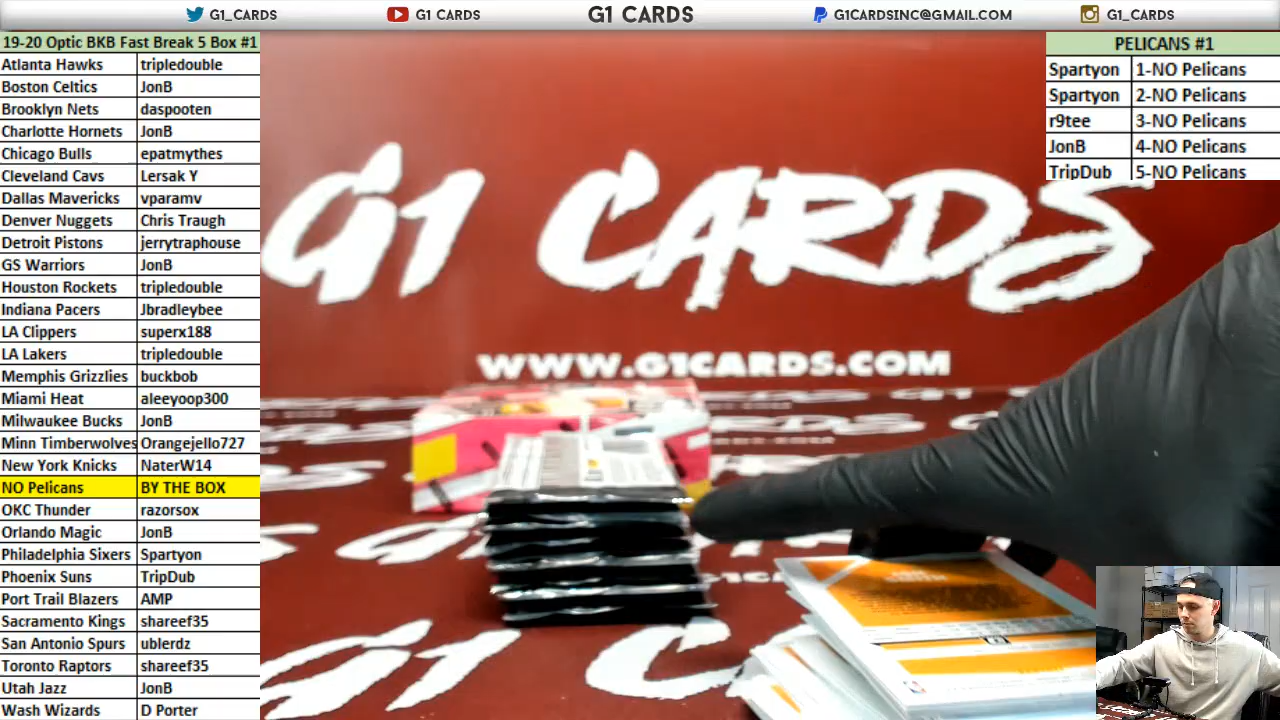 G1_CARDS
G1 CARDS
G1 CARDS
G1CARDSINC@GMAIL.COM
G1_CARDS
19-20 Optic BKB Fast Break 5 Box #1
Atlanta Hawks tripledouble
Boston Celtics JonB
Brooklyn Nets daspooten
Charlotte Hornets JonB
Chicago Bulls epatmythes
Cleveland Cavs Lersak Y
Dallas Mavericks vparamv
Denver Nuggets Chris Traugh
Detroit Pistons jerrytraphouse
GS Warriors JonB
Houston Rockets tripledouble
Indiana Pacers Jbradleybee
LA Clippers superx188
LA Lakers tripledouble
Memphis Grizzlies buckbob
Miami Heat aleeyoop300
Milwaukee Bucks JonB
Minn Timberwolves Orangejello727
New York Knicks NaterW14
NO Pelicans BY THE BOX
OKC Thunder razorsox
Orlando Magic JonB
Philadelphia Sixers Spartyon
Phoenix Suns TripDub
Port Trail Blazers AMP
Sacramento Kings shareef35
San Antonio Spurs ublerdz
Toronto Raptors shareef35
Utah Jazz JonB
Wash Wizards D Porter
PELICANS #1
Spartyon 1-NO Pelicans
Spartyon 2-NO Pelicans
r9tee 3-NO Pelicans
JonB 4-NO Pelicans
TripDub 5-NO Pelicans
G1 CARDS
WWW.G1CARDS.COM